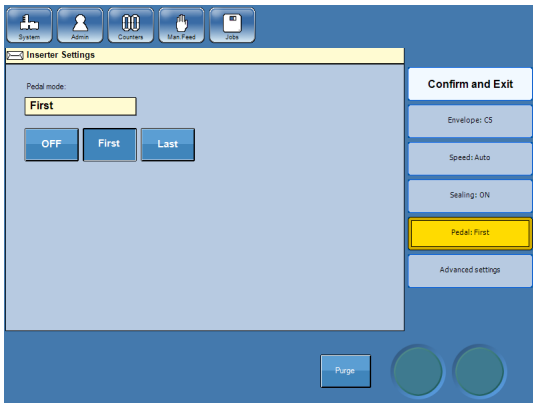 System Admin Counters Man.Feed Jobs
Inserter Settings
Pedal mode:
First
OFF First Last
Confirm and Exit
Envelope: C5
Speed: Auto
Sealing: ON
Pedal: First
Advanced settings
Purge